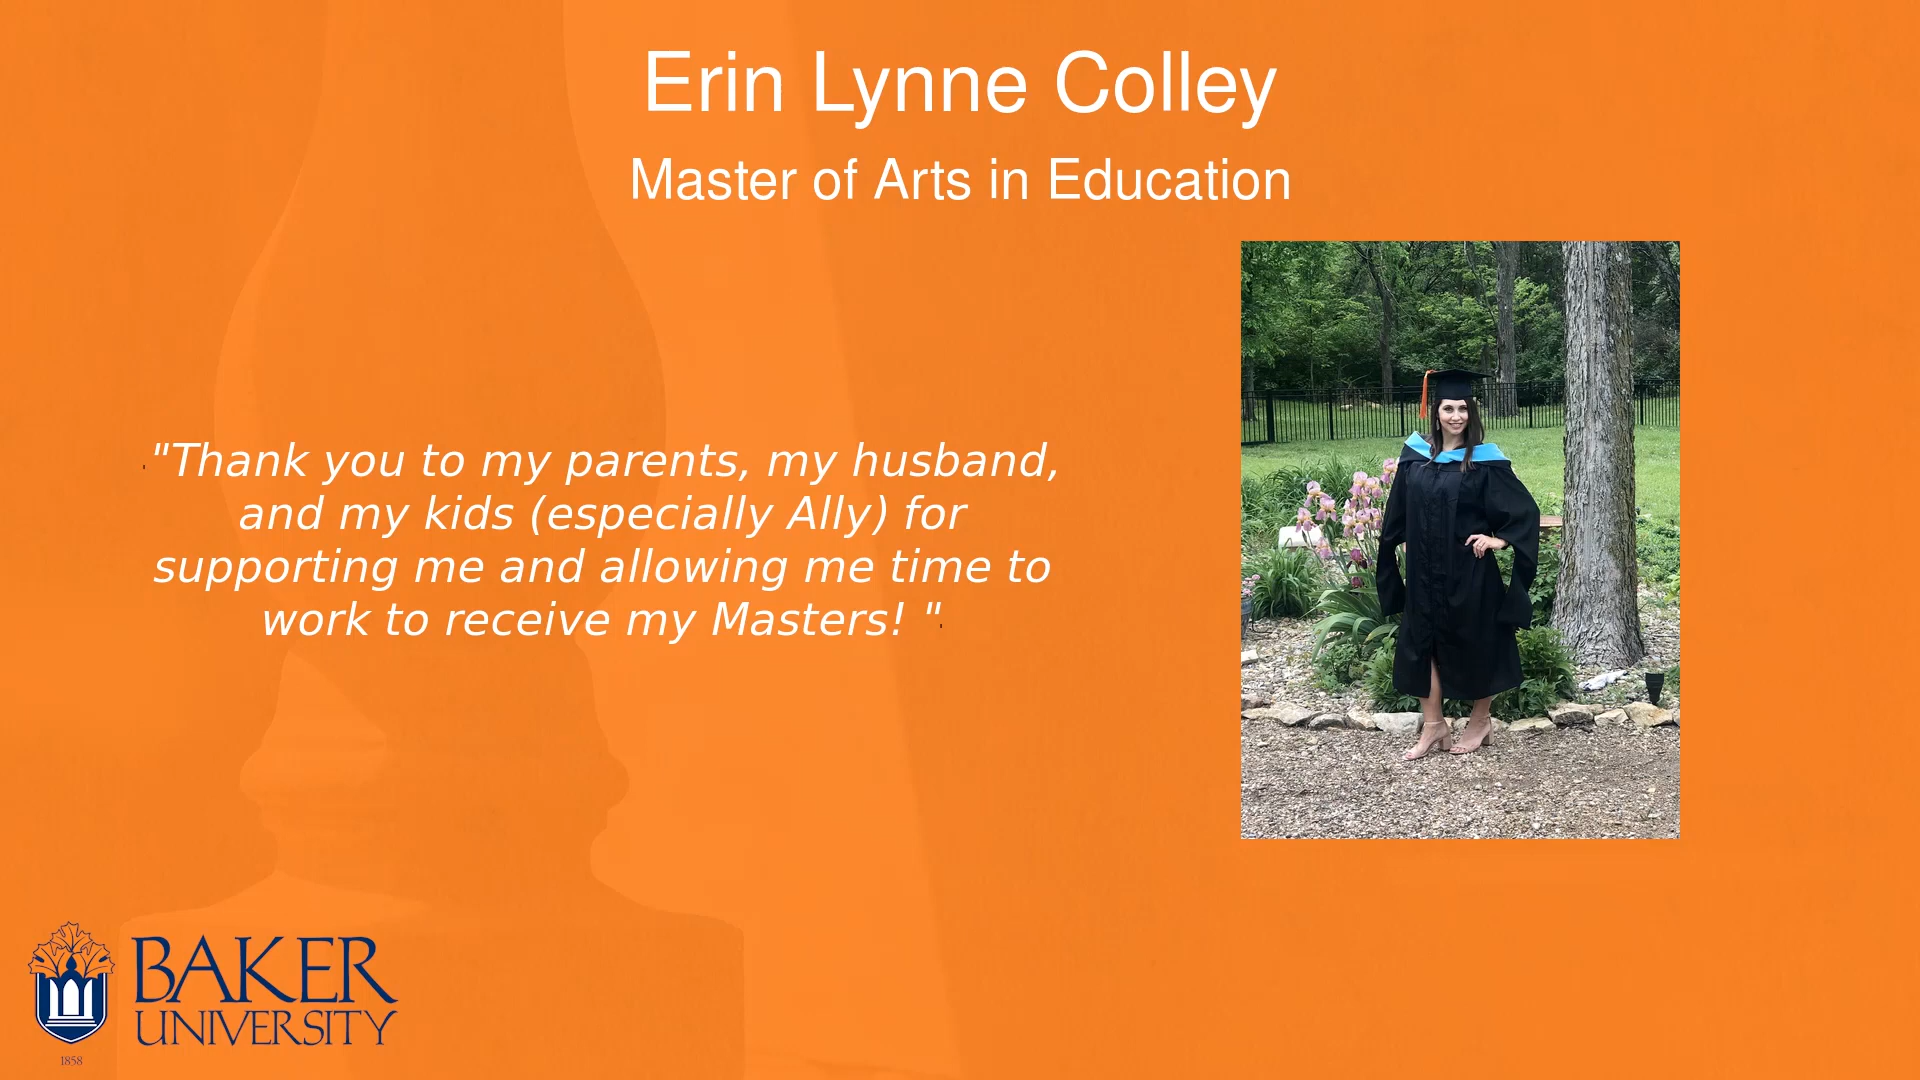 Erin Lynne Colley
Master of Arts in Education
"Thank you to my parents, my husband,
and my kids (especially Ally) for
supporting me and allowing me time to
work to receive my Masters! "
BAKER
UNIVERSITY
1858